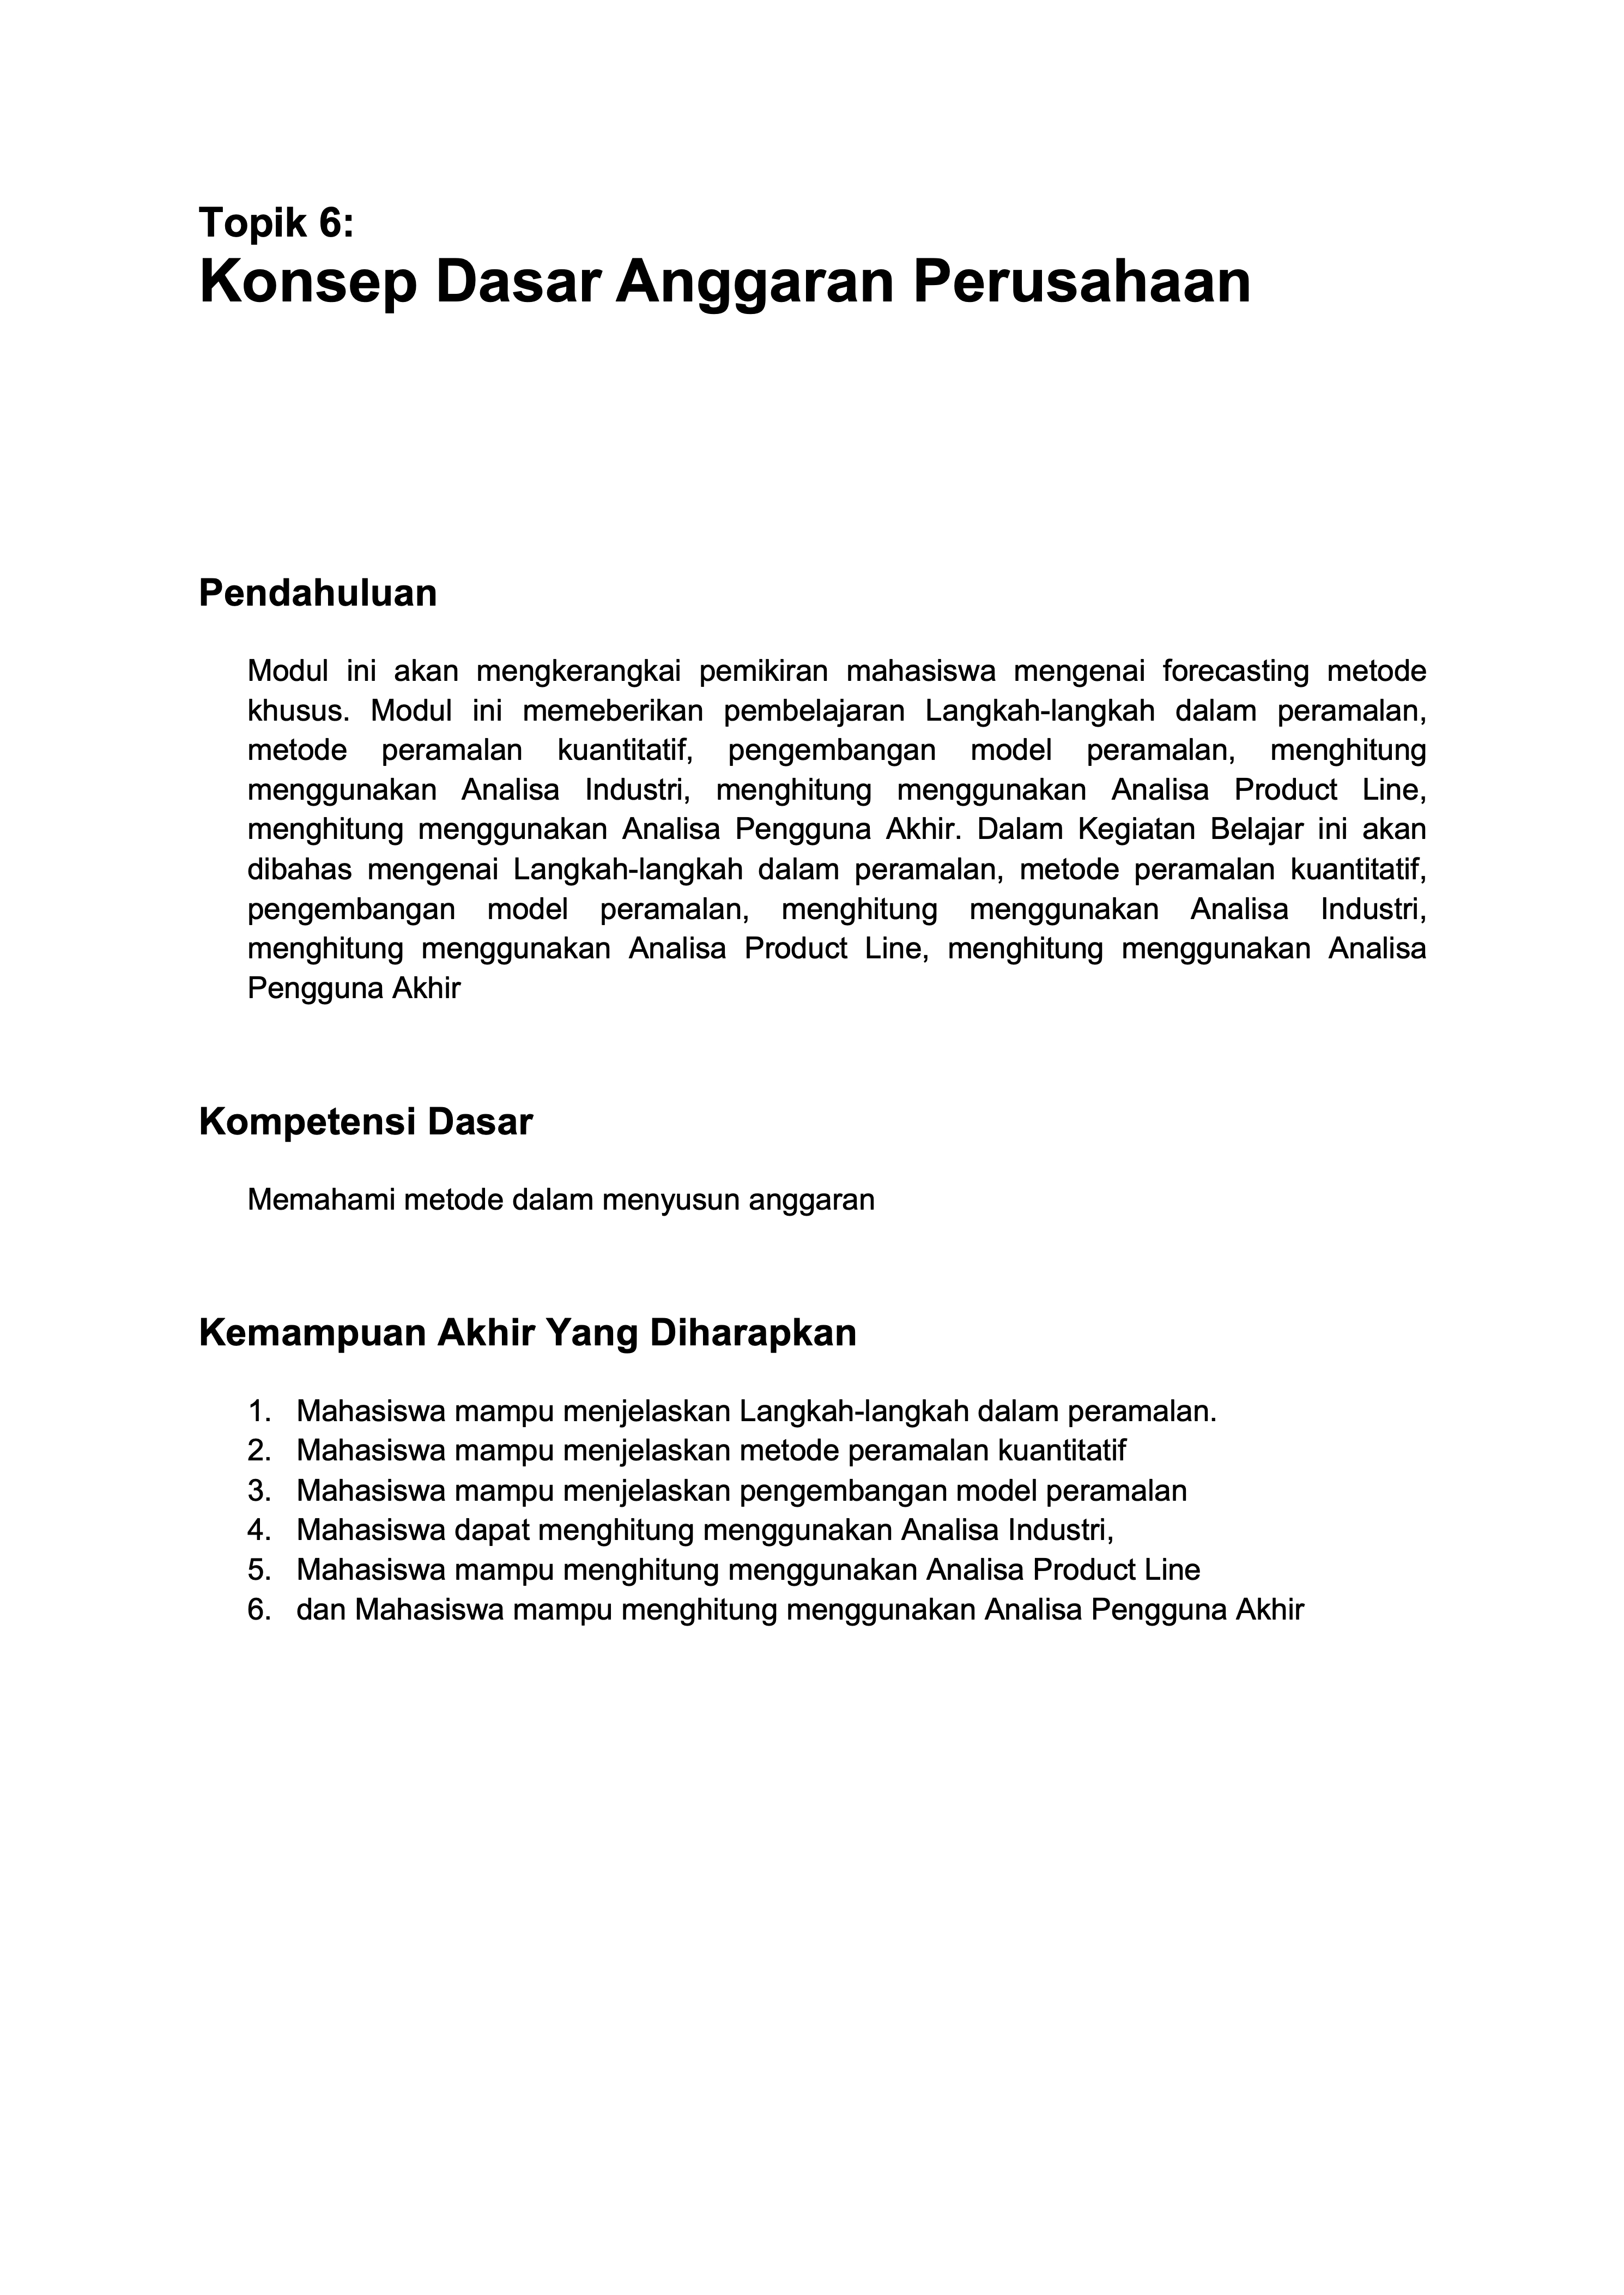 Topik 6:
Konsep Dasar Anggaran Perusahaan
Pendahuluan
Modul ini akan mengkerangkai pemikiran mahasiswa mengenai forecasting metode
khusus. Modul ini memeberikan pembelajaran Langkah-langkah dalam peramalan,
metode peramalan kuantitatif, pengembangan model peramalan, menghitung
menggunakan Analisa Industri, menghitung menggunakan Analisa Product Line,
menghitung menggunakan Analisa Pengguna Akhir. Dalam Kegiatan Belajar ini akan
dibahas mengenai Langkah-langkah dalam peramalan, metode peramalan kuantitatif,
pengembangan model peramalan, menghitung menggunakan Analisa Industri,
menghitung menggunakan Analisa Product Line, menghitung menggunakan Analisa
Pengguna Akhir
Kompetensi Dasar
Memahami metode dalam menyusun anggaran
Kemampuan Akhir Yang Diharapkan
1. Mahasiswa mampu menjelaskan Langkah-langkah dalam peramalan.
2. Mahasiswa mampu menjelaskan metode peramalan kuantitatif
3. Mahasiswa mampu menjelaskan pengembangan model peramalan
4. Mahasiswa dapat menghitung menggunakan Analisa Industri,
5. Mahasiswa mampu menghitung menggunakan Analisa Product Line
6. dan Mahasiswa mampu menghitung menggunakan Analisa Pengguna Akhir